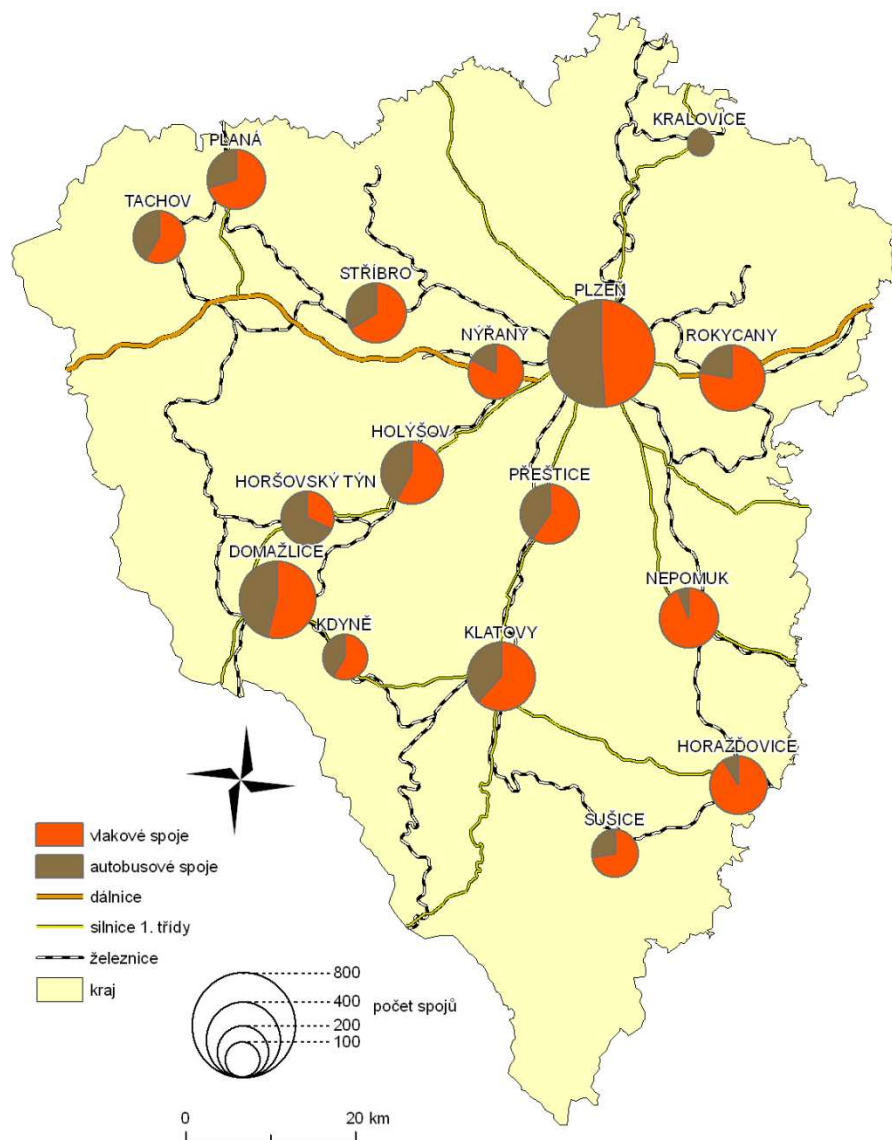 KRALOVICE
PLANÁ
TACHOV
STŘÍBRO
PLZEŇ
NÝŘANY
ROKYCANY
HOLÝŠOV
HORŠOVSKÝ TÝN
PŘEŠTICE
DOMAŽLICE
NEPOMUK
KDYNĚ
KLATOVY
HORAŽĎOVICE
SUŠICE
vlakové spoje
autobusové spoje
dálnice
silnice 1. třídy
železnice
kraj
800
400
počet spojů
200
100
0 20 km